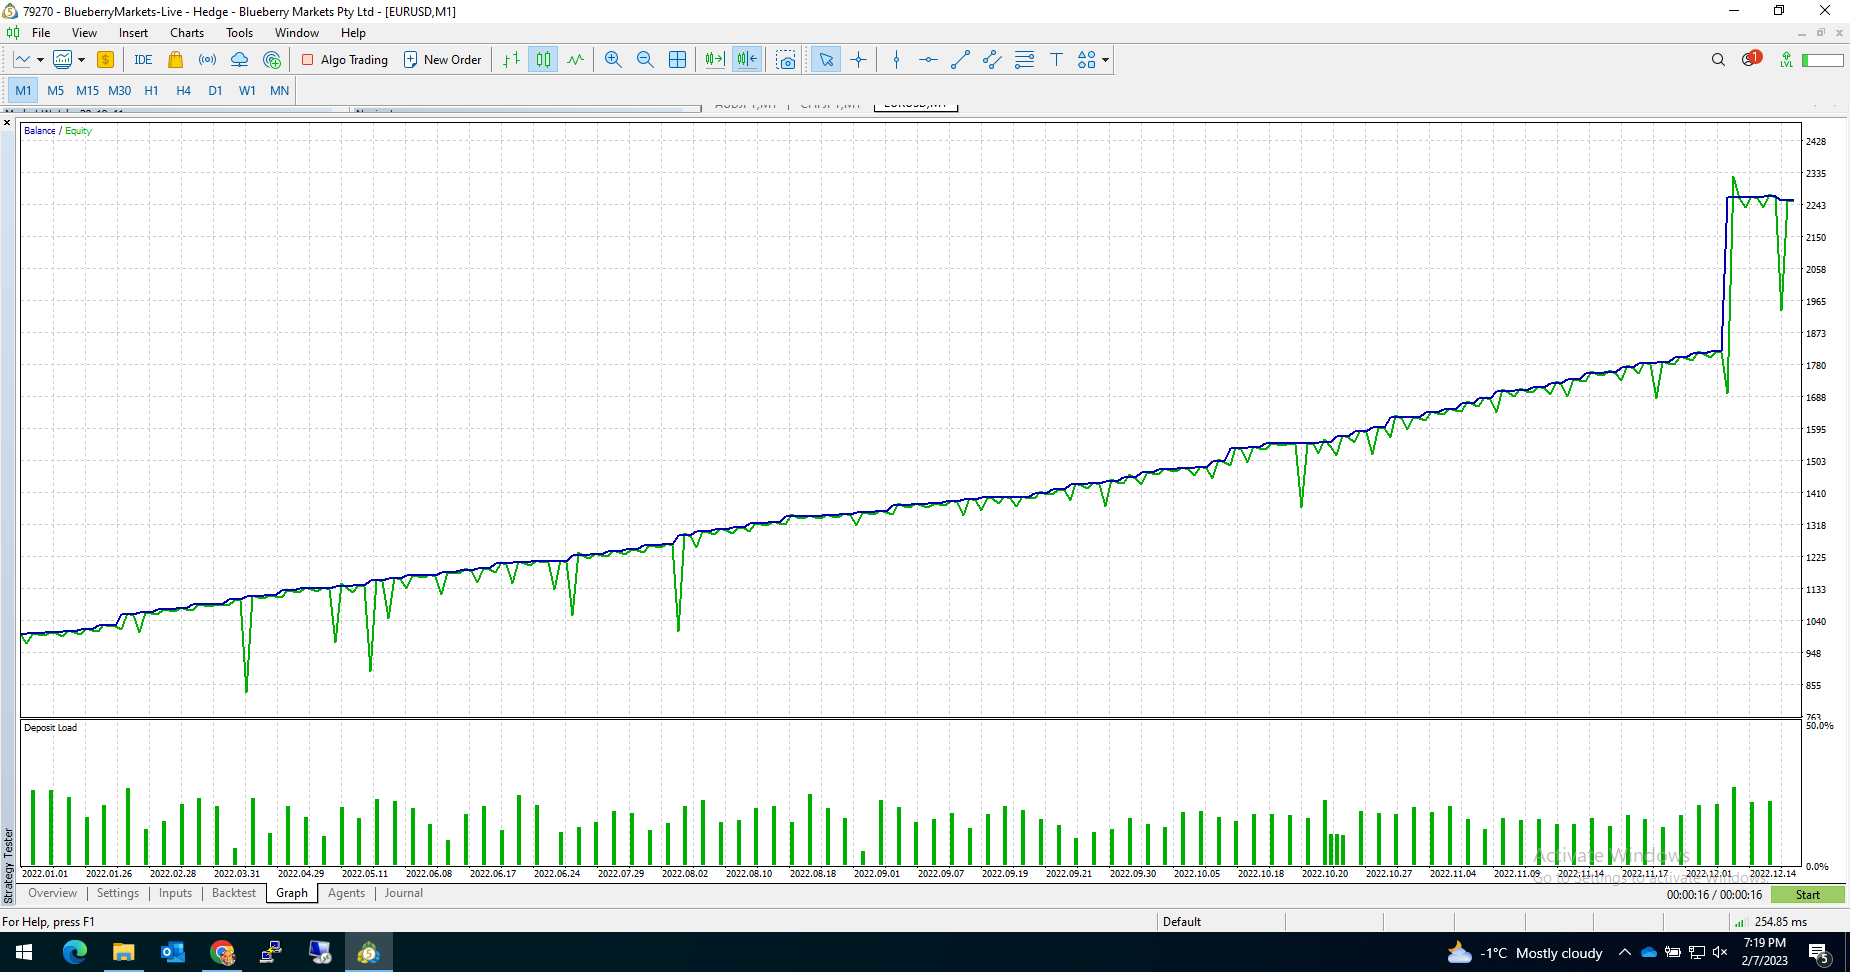 79270 - BlueberryMarkets-Live - Hedge - Blueberry Markets Pty Ltd - [EURUSD,M1]
File View Insert Charts Tools Window Help
$ IDE Algo Trading New Order T 1 LVL
M1 M5 M15 M30 H1 H4 D1 W1 MN
EURUSD,M1
Balance / Equity
2428
2335
2243
2150
2058
1965
1873
1780
1688
1595
1503
1410
1318
1225
1133
1040
948
855
763
Deposit Load
50.0%
0.0%
2022.01.01 2022.01.26 2022.02.28 2022.03.31 2022.04.29 2022.05.11 2022.06.08 2022.06.17 2022.06.24 2022.07.29 2022.08.02 2022.08.10 2022.08.18 2022.09.01 2022.09.07 2022.09.19 2022.09.21 2022.09.30 2022.10.05 2022.10.18 2022.10.20 2022.10.27 2022.11.04 2022.11.09 2022.11.14 2022.11.17 2022.12.01 2022.12.14
Activate Windows
Go to Settings to activate Windows.
Strategy Tester
Overview Settings Inputs Backtest Graph Agents Journal
00:00:16 / 00:00:16 Start
For Help, press F1 Default 254.85 ms
-1°C Mostly cloudy 7:19 PM
2/7/2023 5